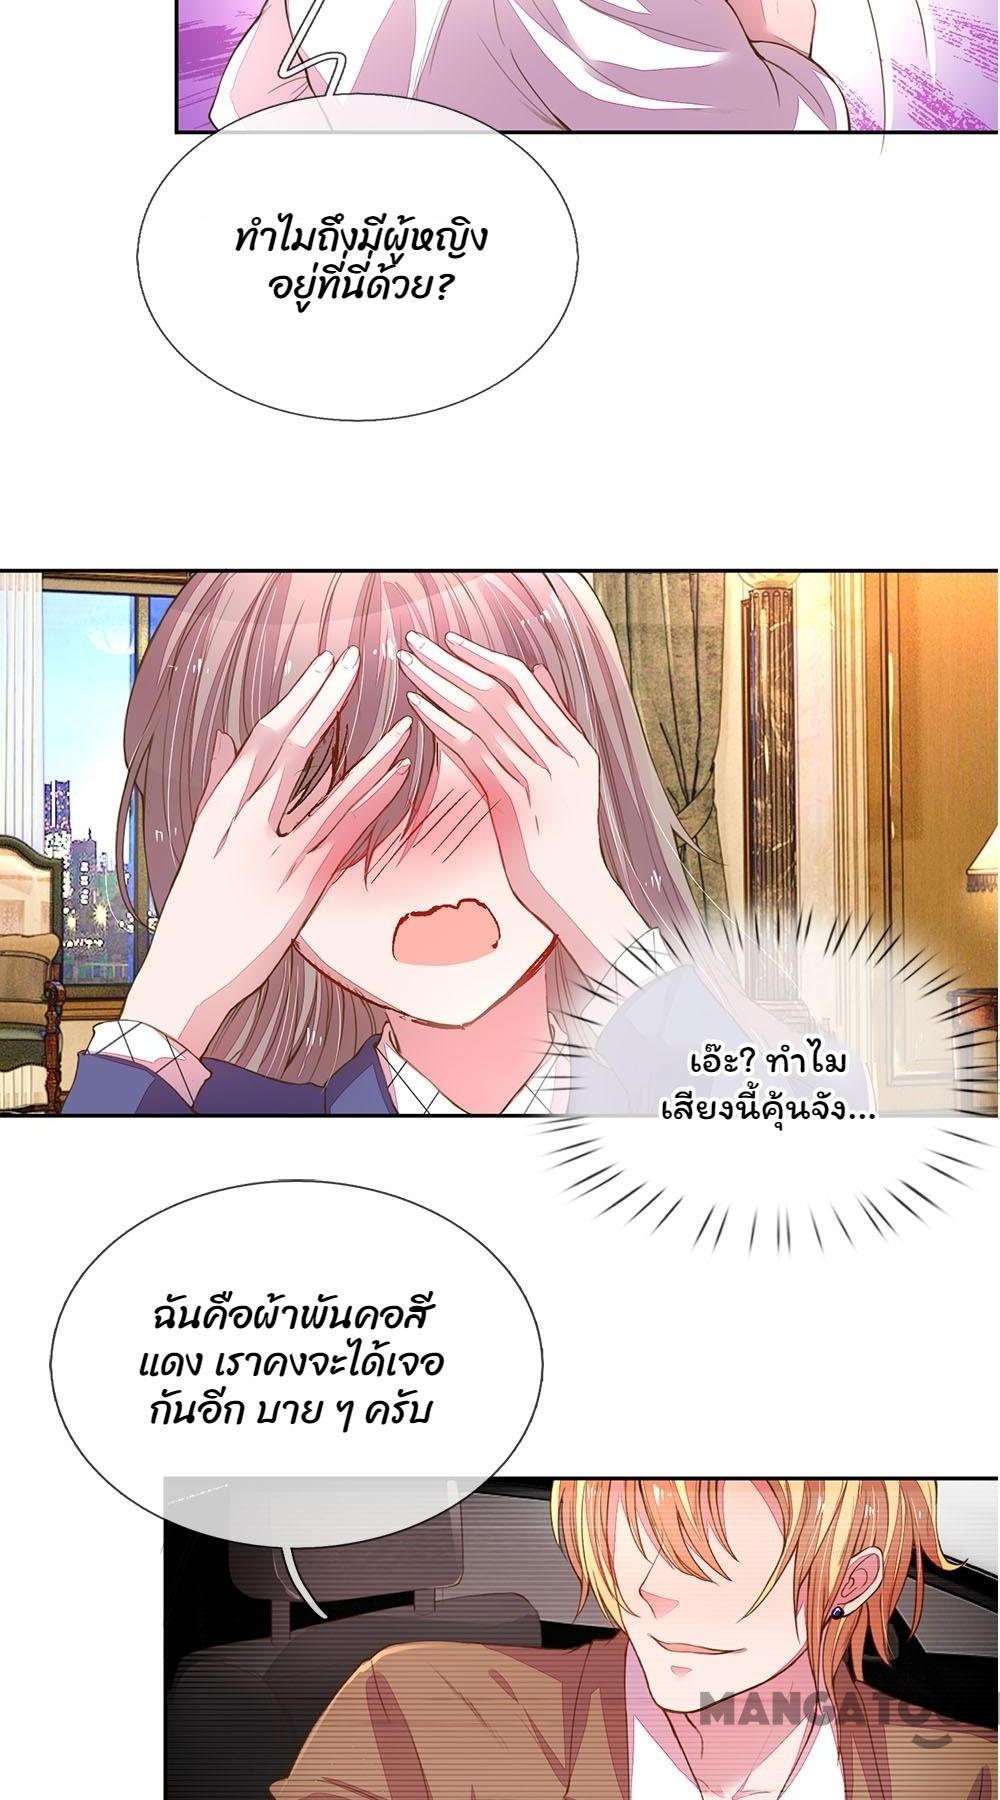 ทำไมถึงมีผู้หญิง
อยู่ที่นี่ด้วย?
เอ๊ะ? ทำไม
เสียงนี้คุ้นจัง...
ฉันคือผ้าพันคอสี
แดง เราคงจะได้เจอ
กันอีก บาย ๆ ครับ
MANGATO